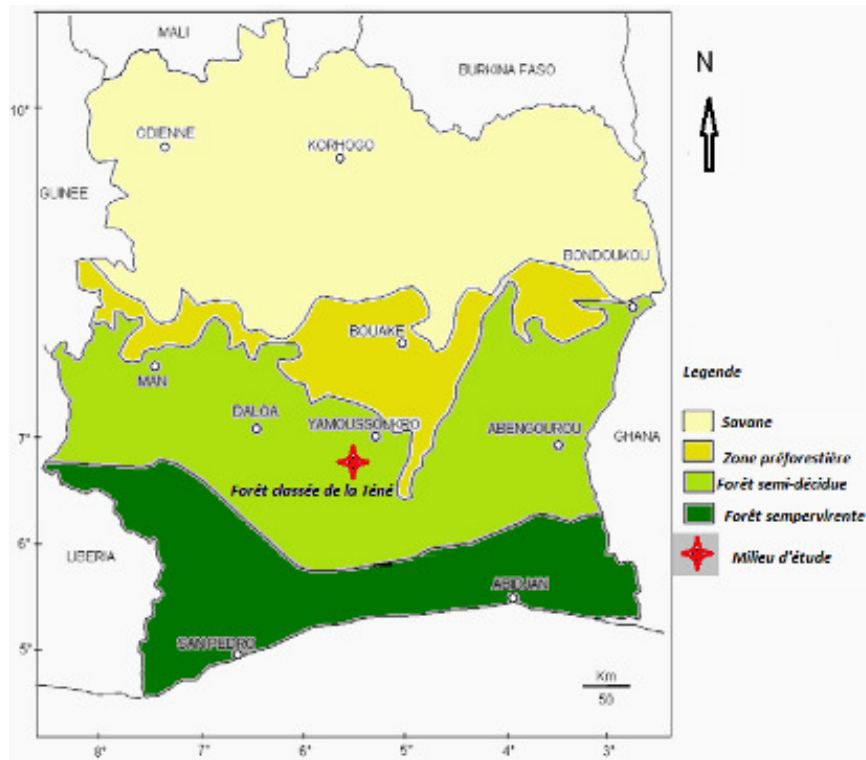 MALI
BURKINA FASO
N
10°
ODIENNE
KORHOGO
GUINEE
BONDOUKOU
BOUAKE
MAN
DALOA
YAMOUSSOUKRO
ABENGOUROU
7°
GHANA
Forêt classée de la Téné
Legende
Savane
Zone préforestière
Forêt semi-décidue
Forêt sempervirente
Milieu d'étude
6°
LIBERIA
ABIDJAN
5°
SAN PEDRO
Km
50
8°
7°
6°
5°
4°
3°